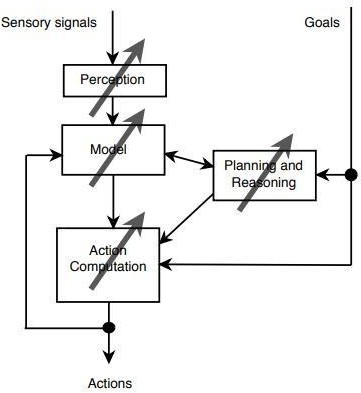 Sensory signals
Goals
Perception
Model
Planning and
Reasoning
Action
Computation
Actions